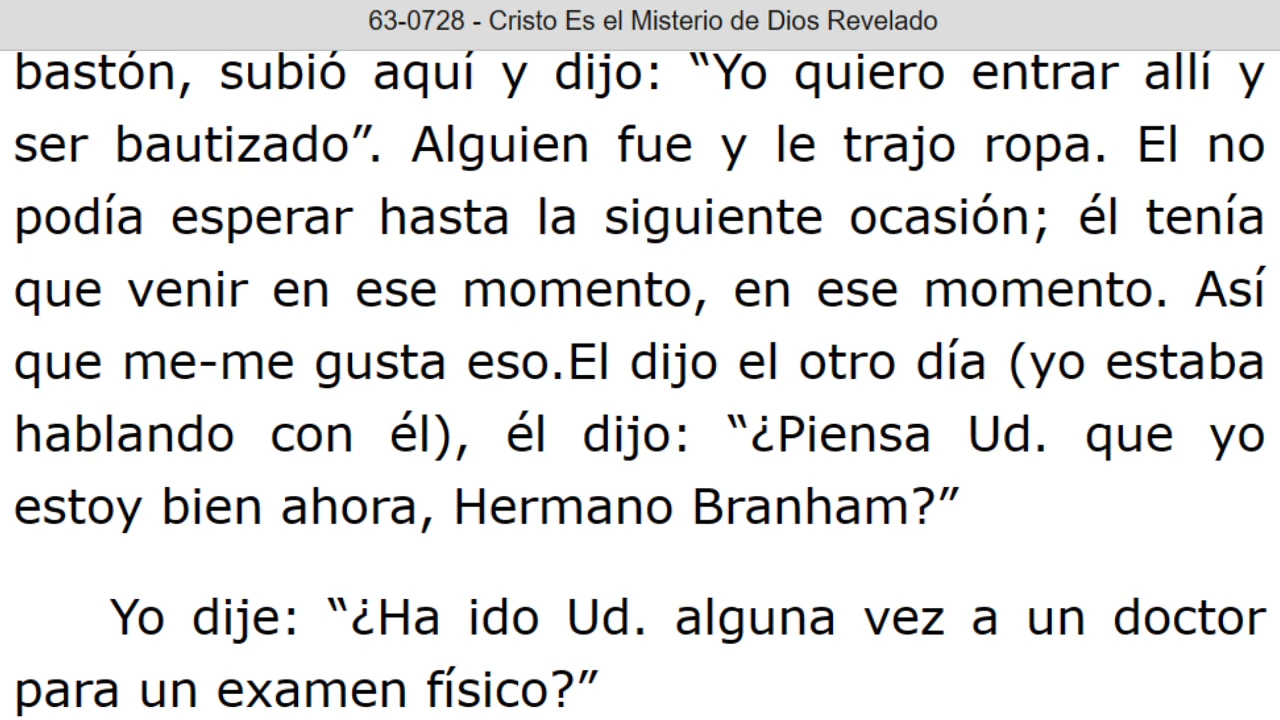 63-0728 - Cristo Es el Misterio de Dios Revelado
bastón, subió aquí y dijo: “Yo quiero entrar allí y
ser bautizado”. Alguien fue y le trajo ropa. El no
podía esperar hasta la siguiente ocasión; él tenía
que venir en ese momento, en ese momento. Así
que me-me gusta eso.El dijo el otro día (yo estaba
hablando con él), él dijo: “¿Piensa Ud. que yo
estoy bien ahora, Hermano Branham?”
Yo dije: “¿Ha ido Ud. alguna vez a un doctor
para un examen físico?”